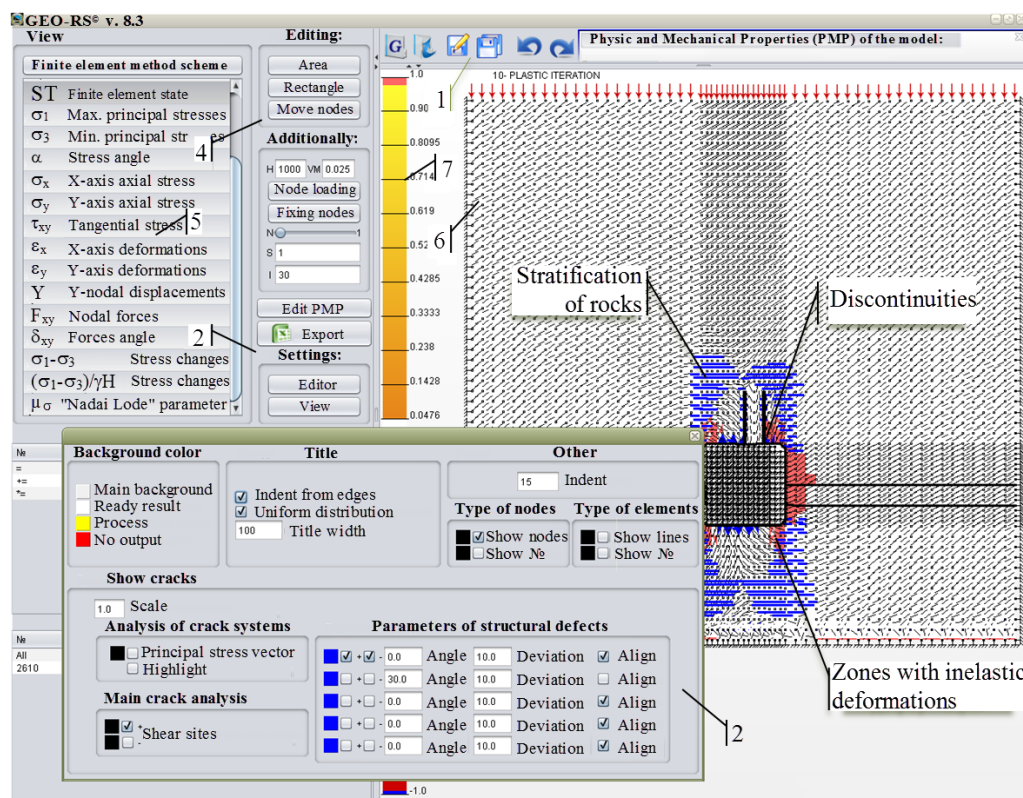 GEO-RS© v. 8.3
View
Finite element method scheme
ST Finite element state
σ1 Max. principal stresses
σ3 Min. principal str es
α Stress angle
σx X-axis axial stress
σy Y-axis axial stress
τxy Tangential stress
εx X-axis deformations
εy Y-axis deformations
Y Y-nodal displacements
Fxy Nodal forces
δxy Forces angle
σ1-σ3 Stress changes
(σ1-σ3)/γH Stress changes
μσ "Nadai Lode" parameter
4
5
2
Editing:
Area
Rectangle
Move nodes
Additionally:
H 1000 VM 0.025
Node loading
Fixing nodes
N 1
S 1
I 30
Edit PMP
Export
Settings:
Editor
View
G
Physic and Mechanical Properties (PMP) of the model:
1
10- PLASTIC ITERATION
1.0
0.90
0.8095
0.714
0.619
0.52
0.4285
0.3333
0.238
0.1428
0.0476
7
6
Stratification
of rocks
Discontinuities
Zones with inelastic
deformations
№
=
+=
*=
№
All
2610
Background color
Main background
Ready result
Process
No output
Title
Indent from edges
Uniform distribution
100 Title width
Other
15 Indent
Type of nodes
Show nodes
Show №
Type of elements
Show lines
Show №
Show cracks
1.0 Scale
Analysis of crack systems
Principal stress vector
Highlight
Main crack analysis
+
Shear sites
-
Parameters of structural defects
+ - 0.0 Angle 10.0 Deviation Align
+ - 30.0 Angle 10.0 Deviation Align
+ - 0.0 Angle 10.0 Deviation Align
+ - 0.0 Angle 10.0 Deviation Align
+ - 0.0 Angle 10.0 Deviation Align
2
-1.0